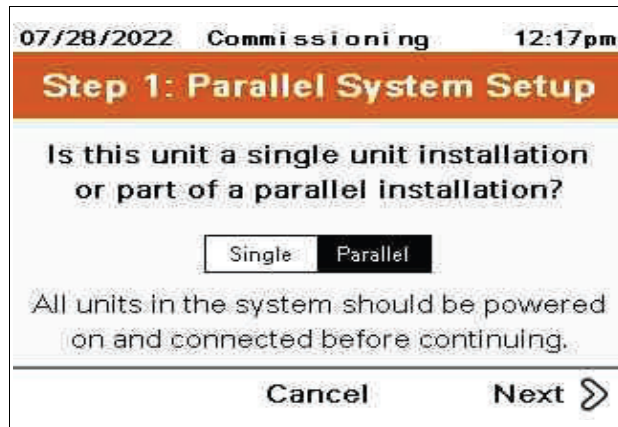 07/28/2022 Commissioning 12:17pm
Step 1: Parallel System Setup
Is this unit a single unit installation
or part of a parallel installation?
Single Parallel
All units in the system should be powered
on and connected before continuing.
Cancel Next